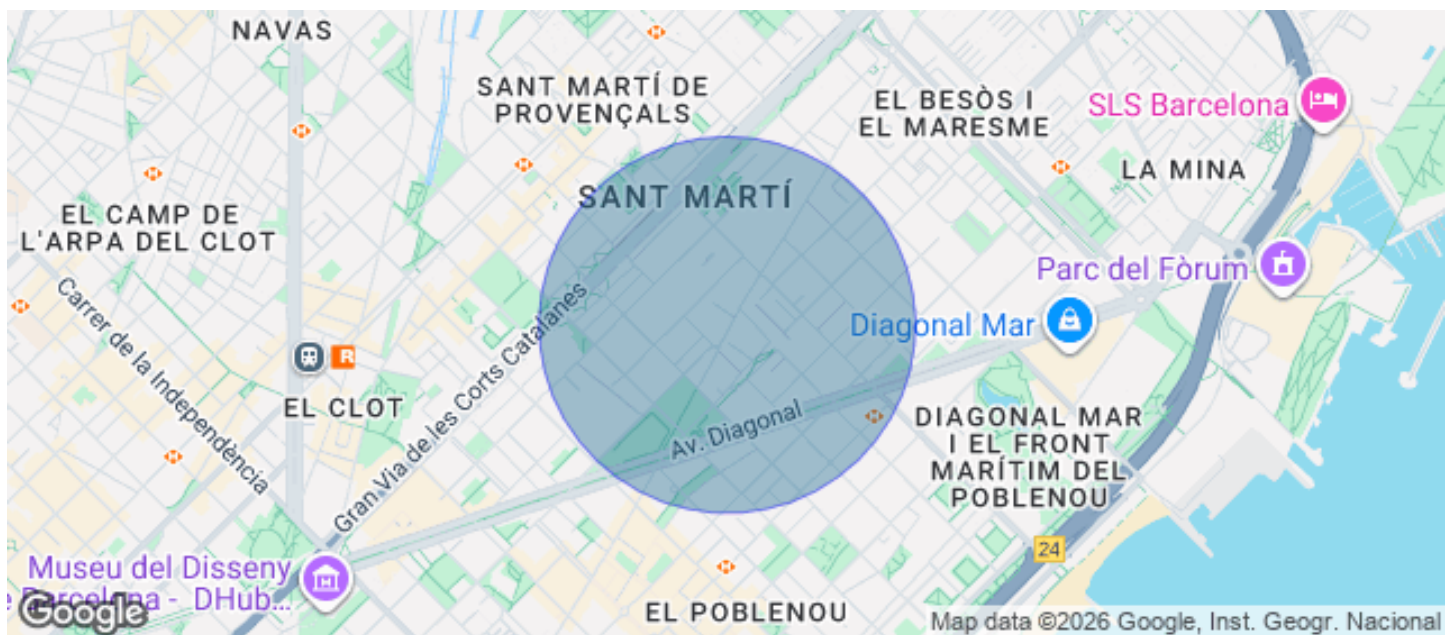 NAVAS
SANT MARTÍ DE
PROVENÇALS
EL BESÒS I
EL MARESME
SLS Barcelona
LA MINA
SANT MARTÍ
EL CAMP DE
L'ARPA DEL CLOT
Parc del Fòrum
Carrer de la Independència
Gran Via de les Corts Catalanes
Diagonal Mar
R
EL CLOT
Av. Diagonal
DIAGONAL MAR
I EL FRONT
MARÍTIM DEL
POBLENOU
24
Museu del Disseny
Barcelona - DHub...
Google
EL POBLENOU
Map data ©2026 Google, Inst. Geogr. Nacional